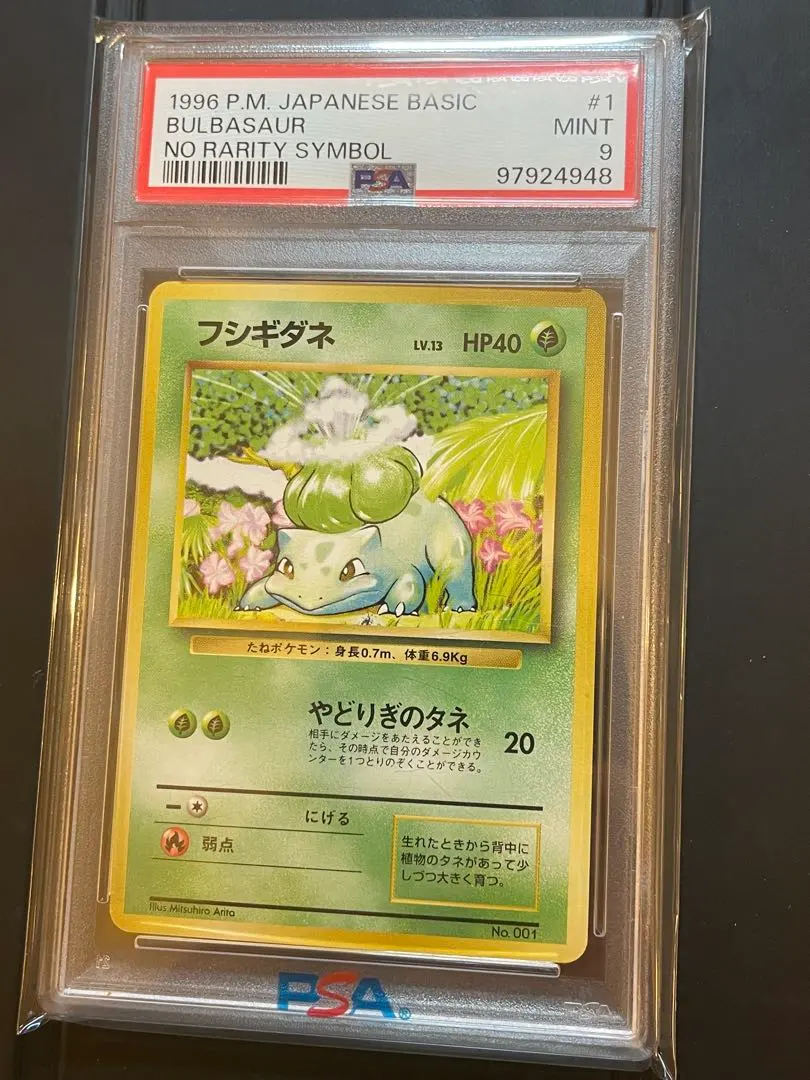 1996 P.M. JAPANESE BASIC #1
BULBASAUR MINT
NO RARITY SYMBOL 9
PSA 97924948
フシギダネ LV.13 HP40
たねポケモン：身長0.7m、体重6.9Kg
やどりぎのタネ 20
相手にダメージをあたえることができ
たら、その時点で自分のダメージカウ
ンターを1つとりのぞくことができる。
にげる
弱点
生れたときから背中に
植物のタネがあって少
しづつ大きく育つ。
Illus.Mitsuhiro Arita
No.001
PSA®